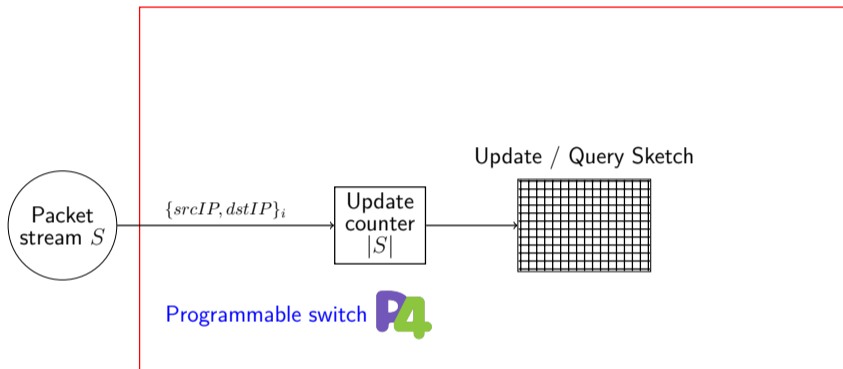 Update / Query Sketch
Packet
stream S
{srcIP, dstIP}i
Update
counter
|S|
Programmable switch P4